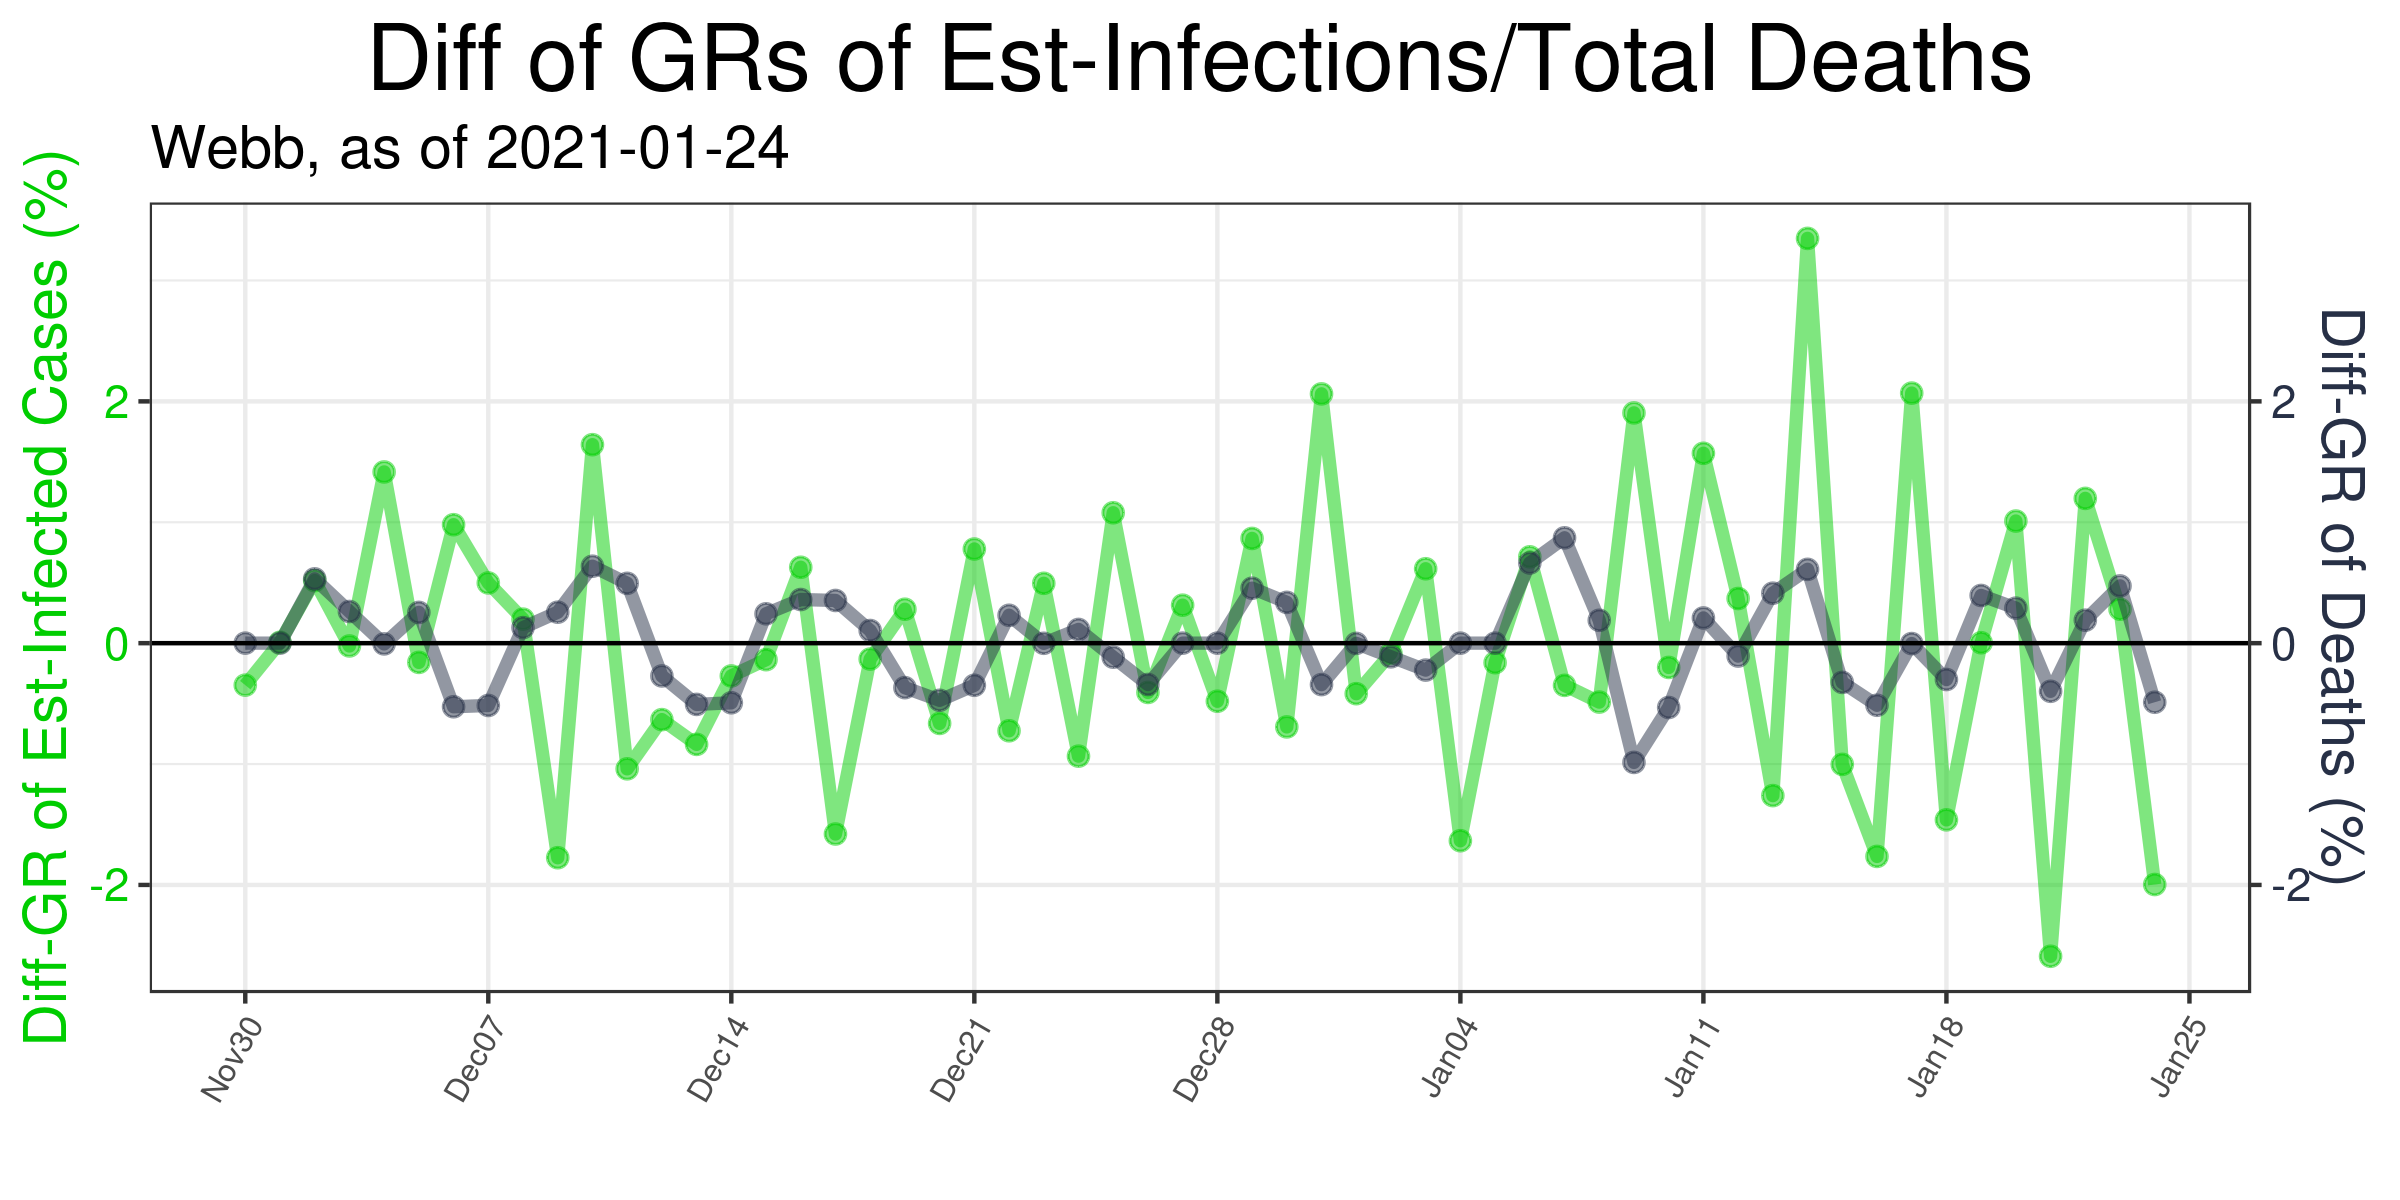 Diff of GRs of Est-Infections/Total Deaths
Webb, as of 2021-01-24
Diff-GR of Est-Infected Cases (%)
2
0
-2
2
0
-2
Diff-GR of Deaths (%)
Nov30
Dec07
Dec14
Dec21
Dec28
Jan04
Jan11
Jan18
Jan25